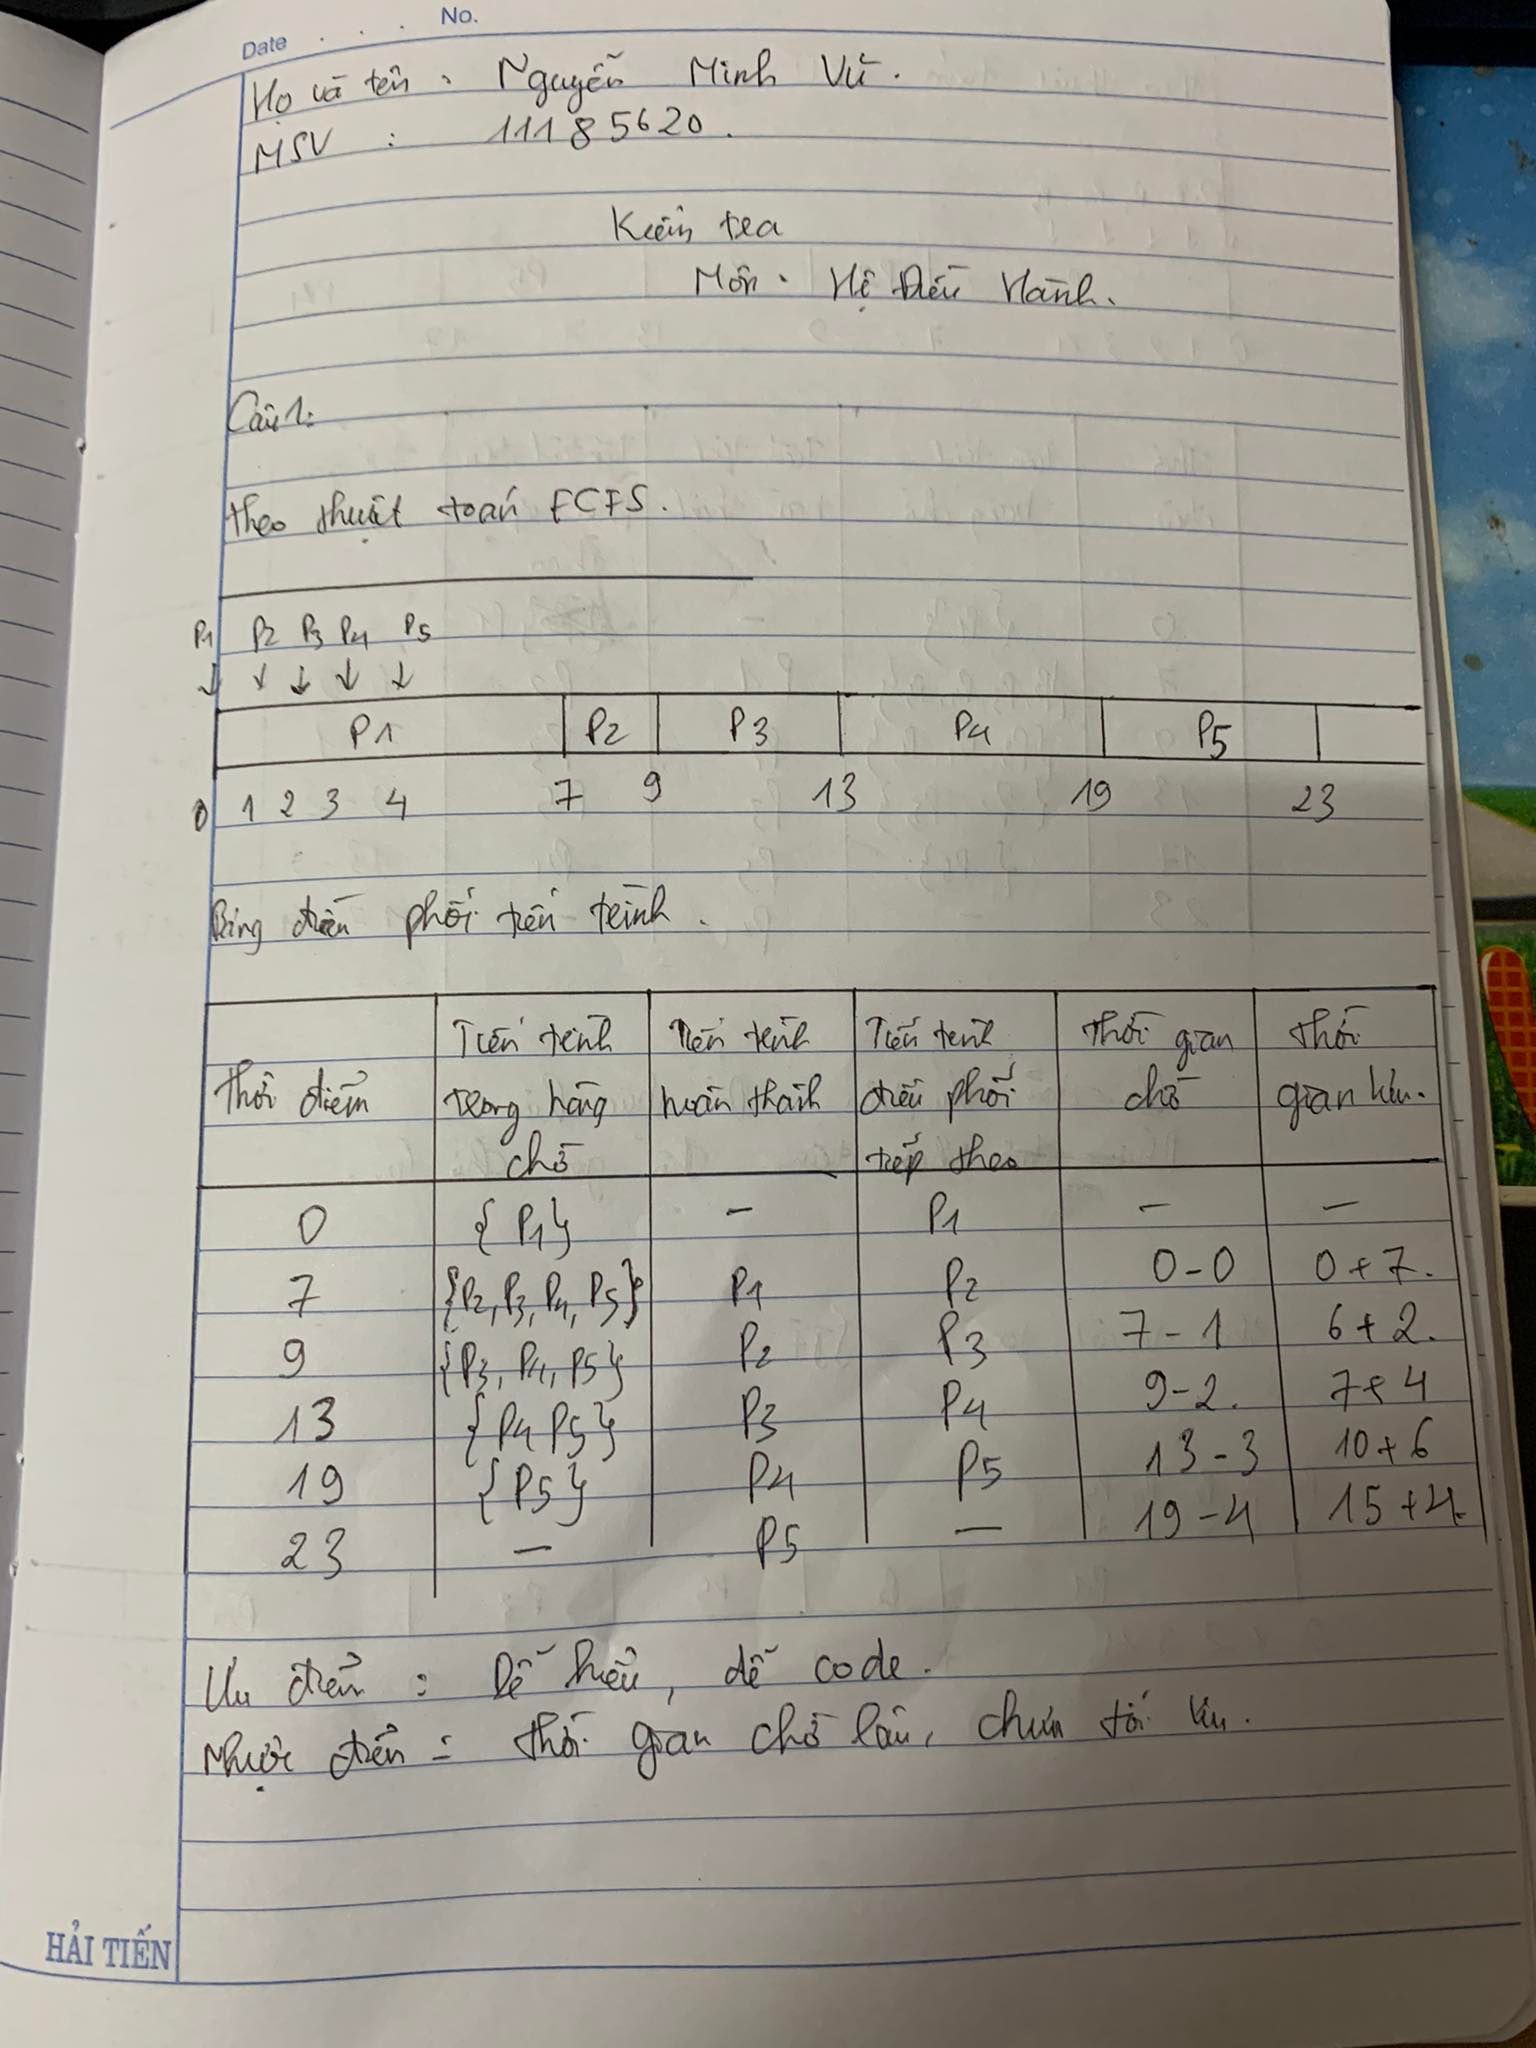 Date . . . No.
Họ và tên : Nguyễn Minh Vũ.
MSV : 11185620.
Kiểm tra
Môn : Hệ Điều Hành.
Câu 1:
theo thuật toán FCFS.
P1 P2 P3 P4 P5
P1 P2 P3 P4 P5
0 1 2 3 4 7 9 13 19 23
Bảng điều phối tiến trình.
Thời điểm | Tiến trình trong hàng chờ | Tiến trình hoàn thành | Tiến trình điều phối tiếp theo | Thời gian chờ | Thời gian lưu.
0 {P1} - P1 - -
7 {P2, P3, P4, P5} P1 P2 0-0 0+7.
9 {P3, P4, P5} P2 P3 7-1 6+2.
13 {P4 P5} P3 P4 9-2. 7+4
19 {P5} P4 P5 13-3 10+6
23 - P5 - 19-4 15+4.
Ưu điểm : Dễ hiểu, dễ code.
Nhược điểm : thời gian chờ lâu, chưa tối ưu.
HẢI TIẾN